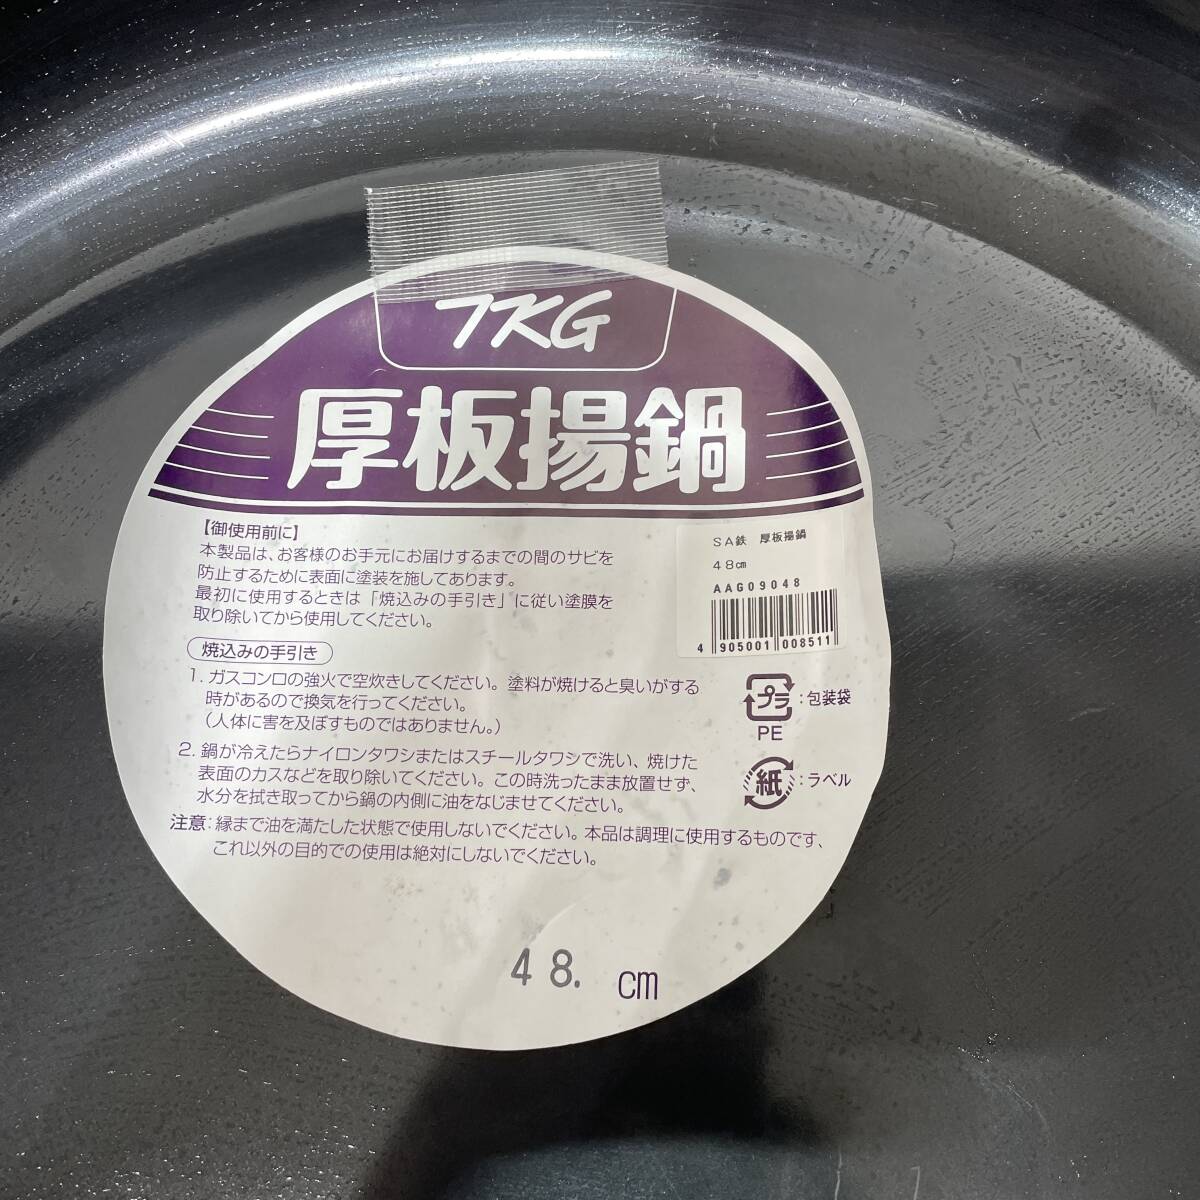 TKG
厚板揚鍋
【御使用前に】
本製品は、お客様のお手元にお届けするまでの間のサビを
防止するために表面に塗装を施してあります。
最初に使用するときは「焼込みの手引き」に従い塗膜を
取り除いてから使用してください。
焼込みの手引き
1. ガスコンロの強火で空炊きしてください。塗料が焼けると臭いがする
時があるので換気を行ってください。
(人体に害を及ぼすものではありません。)
2. 鍋が冷えたらナイロンタワシまたはスチールタワシで洗い、焼けた
表面のカスなどを取り除いてください。この時洗ったまま放置せず、
水分を拭き取ってから鍋の内側に油をなじませてください。
注意:縁まで油を満たした状態で使用しないでください。本品は調理に使用するものです、
これ以外の目的での使用は絶対にしないでください。
SA鉄 厚板揚鍋
48㎝
AAG09048
4 905001 008511
プラ :包装袋
PE
紙 :ラベル
48. cm